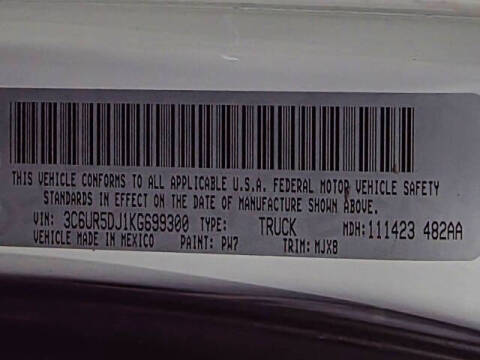 THIS VEHICLE CONFORMS TO ALL APPLICABLE U.S.A. FEDERAL MOTOR VEHICLE SAFETY
STANDARDS IN EFFECT ON THE DATE OF MANUFACTURE SHOWN ABOVE.
VIN: 3C6UR5DJ1KG699300 TYPE: TRUCK MDH: 111423 482AA
VEHICLE MADE IN MEXICO PAINT: PW7 TRIM: MJX8